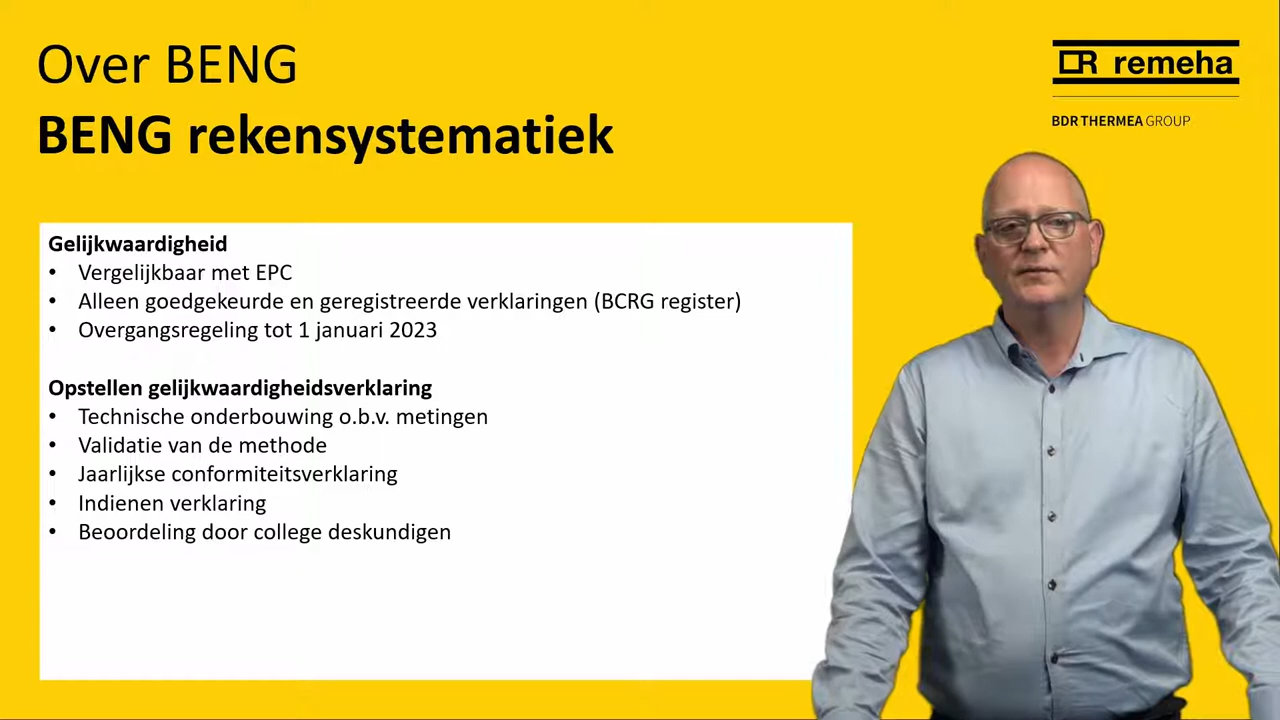 Over BENG
BENG rekensystematiek
remeha
BDR THERMEA GROUP
Gelijkwaardigheid
• Vergelijkbaar met EPC
• Alleen goedgekeurde en geregistreerde verklaringen (BCRG register)
• Overgangsregeling tot 1 januari 2023
Opstellen gelijkwaardigheidsverklaring
• Technische onderbouwing o.b.v. metingen
• Validatie van de methode
• Jaarlijkse conformiteitsverklaring
• Indienen verklaring
• Beoordeling door college deskundigen